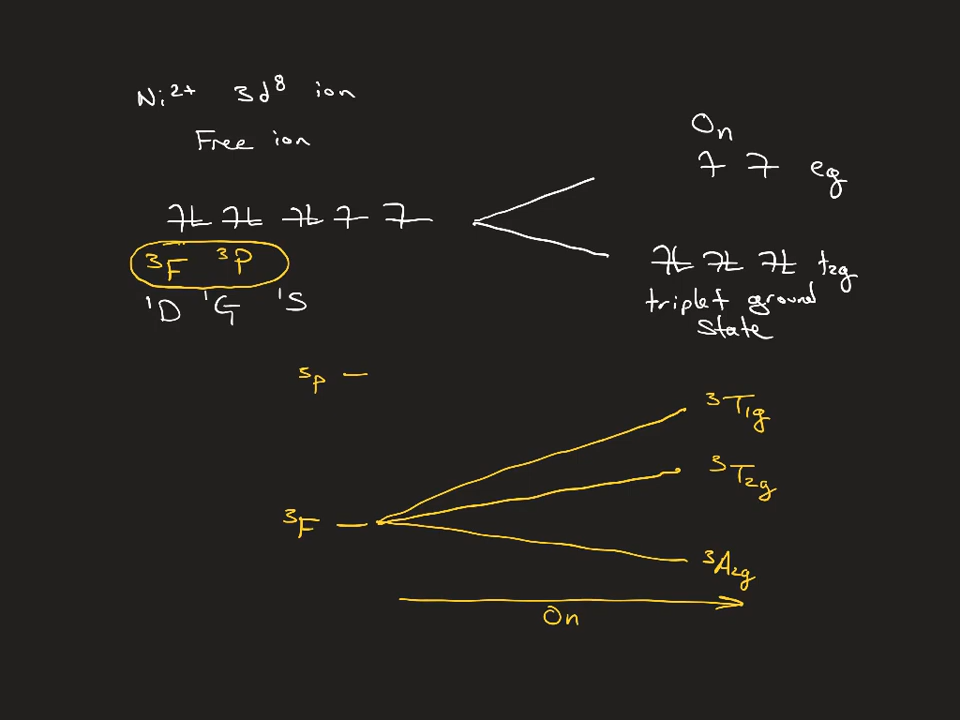 Ni²⁺ 3d⁸ ion
Free ion
Oh
eg
t₂g
³F ³P
¹D ¹G ¹S
triplet ground
state
³P
³T₁g
³T₂g
³F
³A₂g
Oh